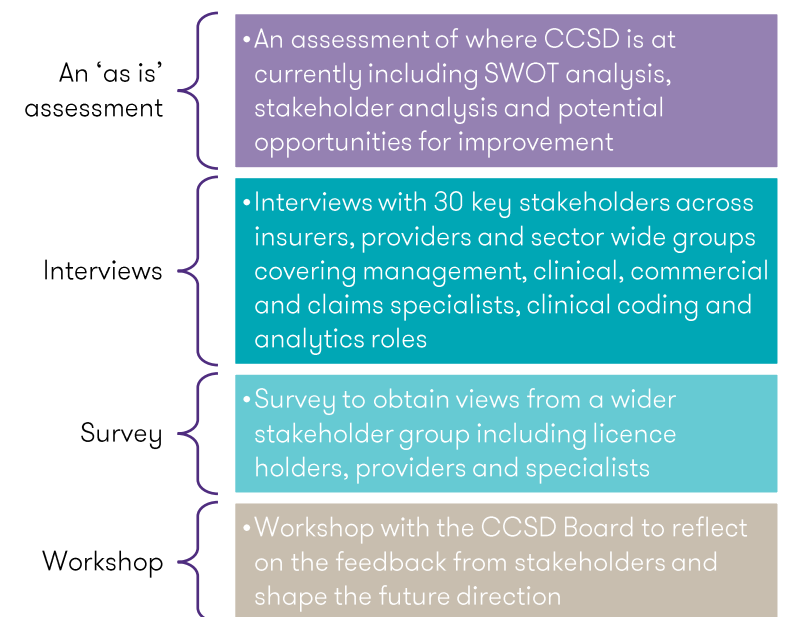 An ‘as is’
assessment
•An assessment of where CCSD is at
currently including SWOT analysis,
stakeholder analysis and potential
opportunities for improvement
Interviews
•Interviews with 30 key stakeholders across
insurers, providers and sector wide groups
covering management, clinical, commercial
and claims specialists, clinical coding and
analytics roles
Survey
•Survey to obtain views from a wider
stakeholder group including licence
holders, providers and specialists
Workshop
•Workshop with the CCSD Board to reflect
on the feedback from stakeholders and
shape the future direction